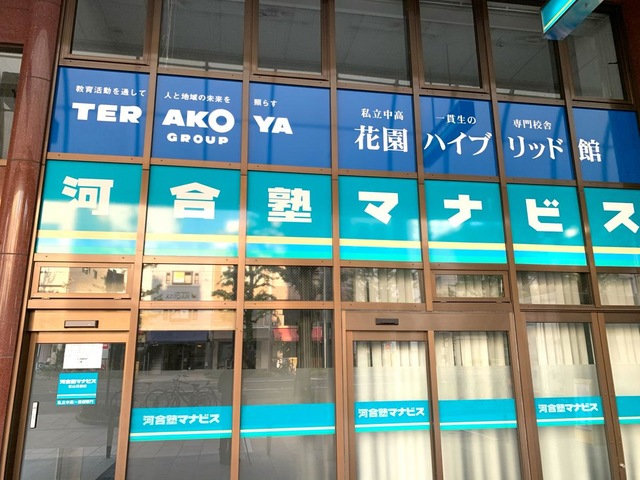 教育活動を通して 人と地域の未来を 照らす
TERAKOYA
GROUP
私立中高一貫生の専門校舎
花園ハイブリッド館
河合塾マナビス
河合塾マナビス
河合塾マナビス
河合塾マナビス
河合塾マナビス